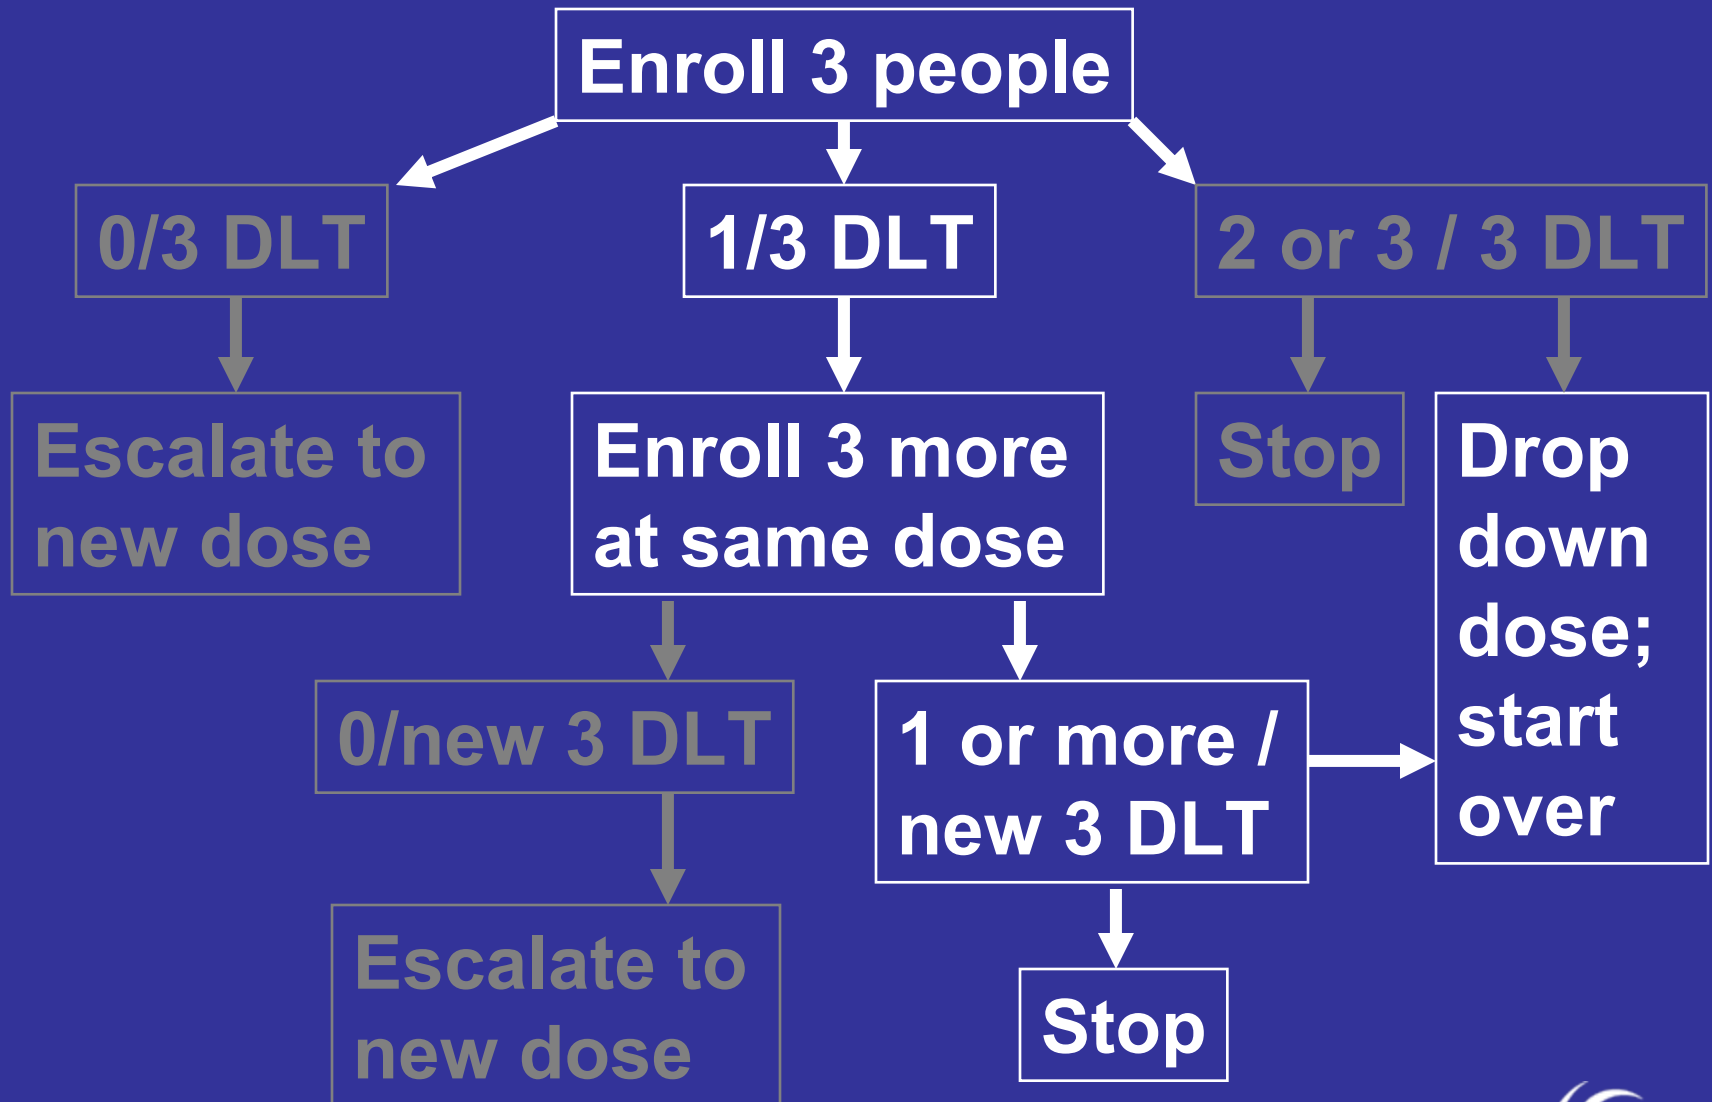 Enroll 3 people
0/3 DLT
1/3 DLT
2 or 3 / 3 DLT
Escalate to
new dose
Enroll 3 more
at same dose
Stop
Drop
down
dose;
start
over
0/new 3 DLT
1 or more /
new 3 DLT
Escalate to
new dose
Stop